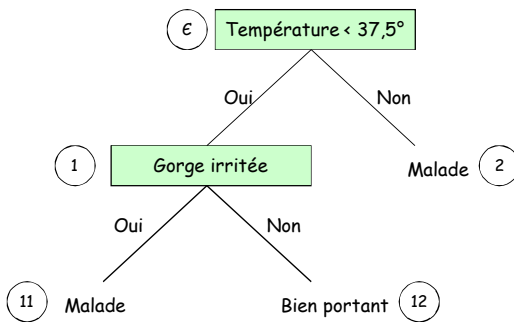 ϵ Température < 37,5°
Oui Non
1 Gorge irritée
Malade 2
Oui Non
11 Malade Bien portant 12